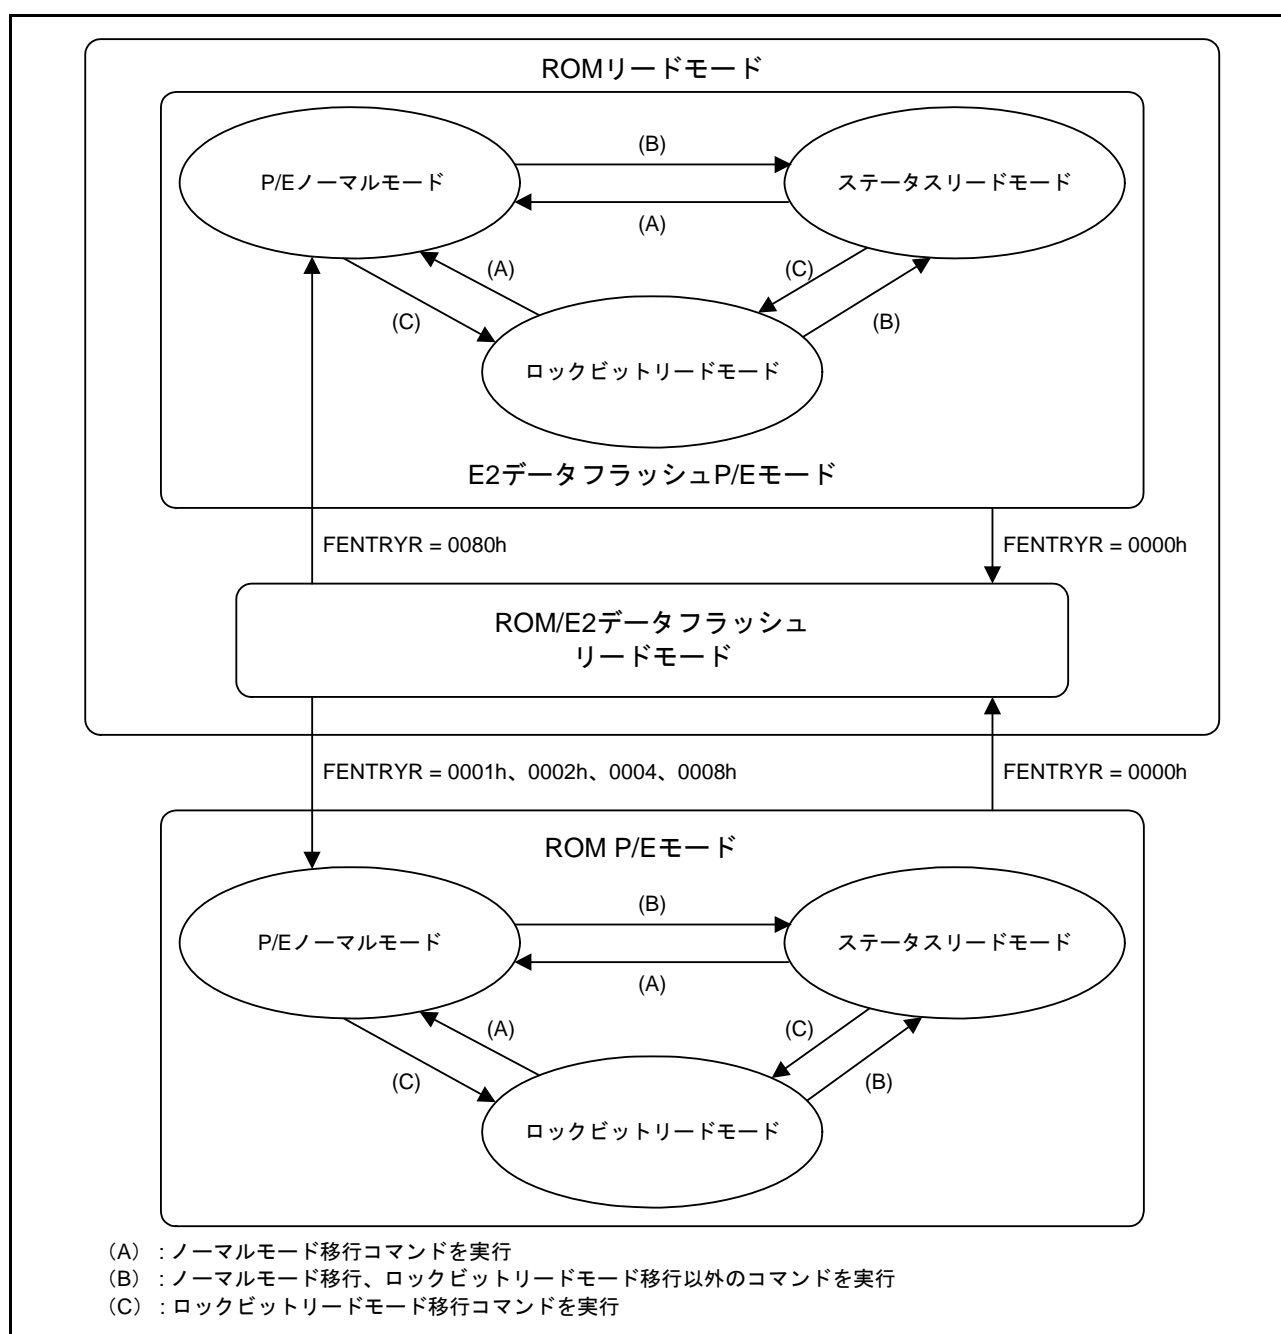 ROMリードモード
(B)
P/Eノーマルモード
ステータスリードモード
(A)
(A)
(C)
(C)
(B)
ロックビットリードモード
E2データフラッシュP/Eモード
FENTRYR = 0080h
FENTRYR = 0000h
ROM/E2データフラッシュ
リードモード
FENTRYR = 0001h、0002h、0004、0008h
FENTRYR = 0000h
ROM P/Eモード
(B)
P/Eノーマルモード
ステータスリードモード
(A)
(A)
(C)
(C)
(B)
ロックビットリードモード
（A）：ノーマルモード移行コマンドを実行
（B）：ノーマルモード移行、ロックビットリードモード移行以外のコマンドを実行
（C）：ロックビットリードモード移行コマンドを実行